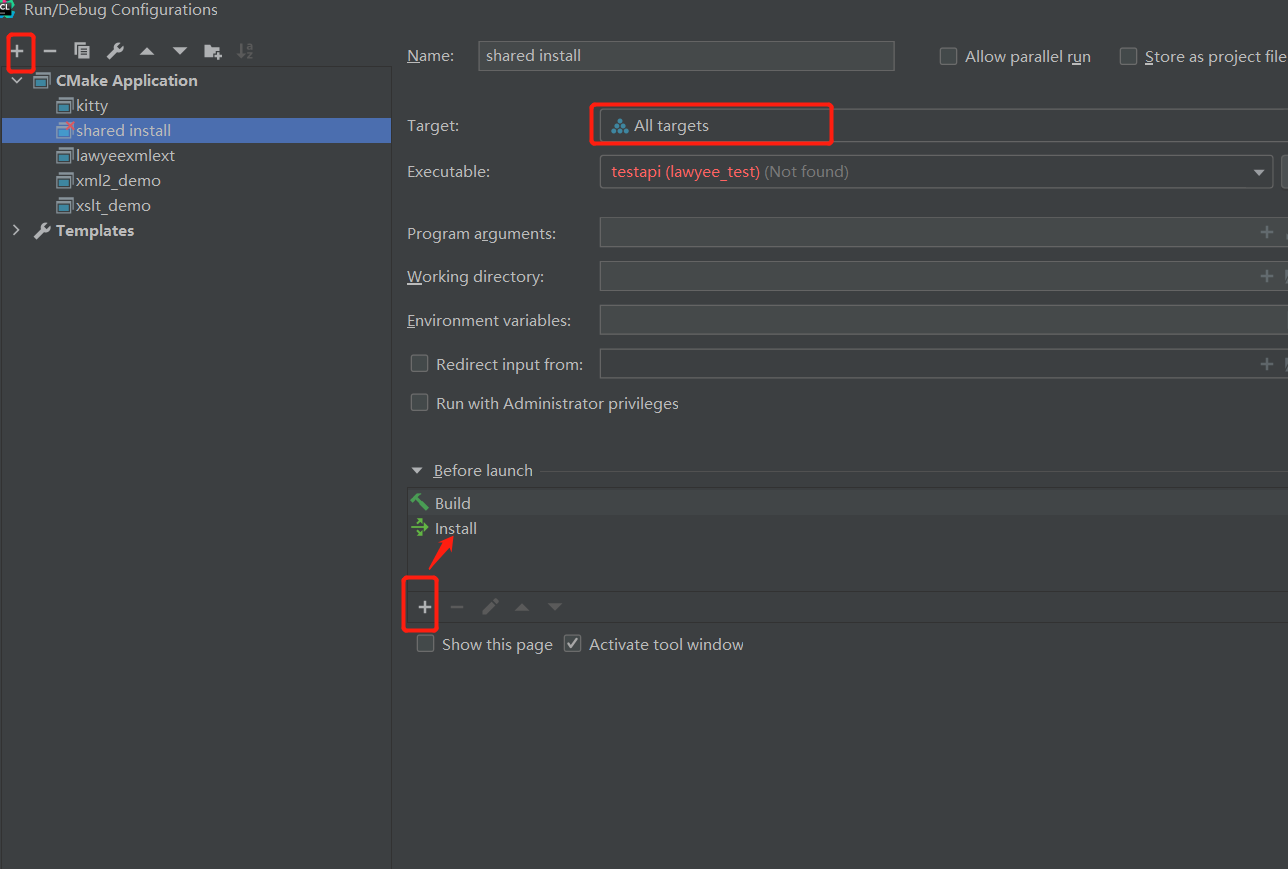 CL Run/Debug Configurations
Name: shared install Allow parallel run Store as project file
CMake Application
kitty
shared install
lawyeexmlext
xml2_demo
xslt_demo
Templates
Target: All targets
Executable: testapi (lawyee_test) (Not found)
Program arguments:
Working directory:
Environment variables:
Redirect input from:
Run with Administrator privileges
Before launch
Build
Install
Show this page Activate tool window